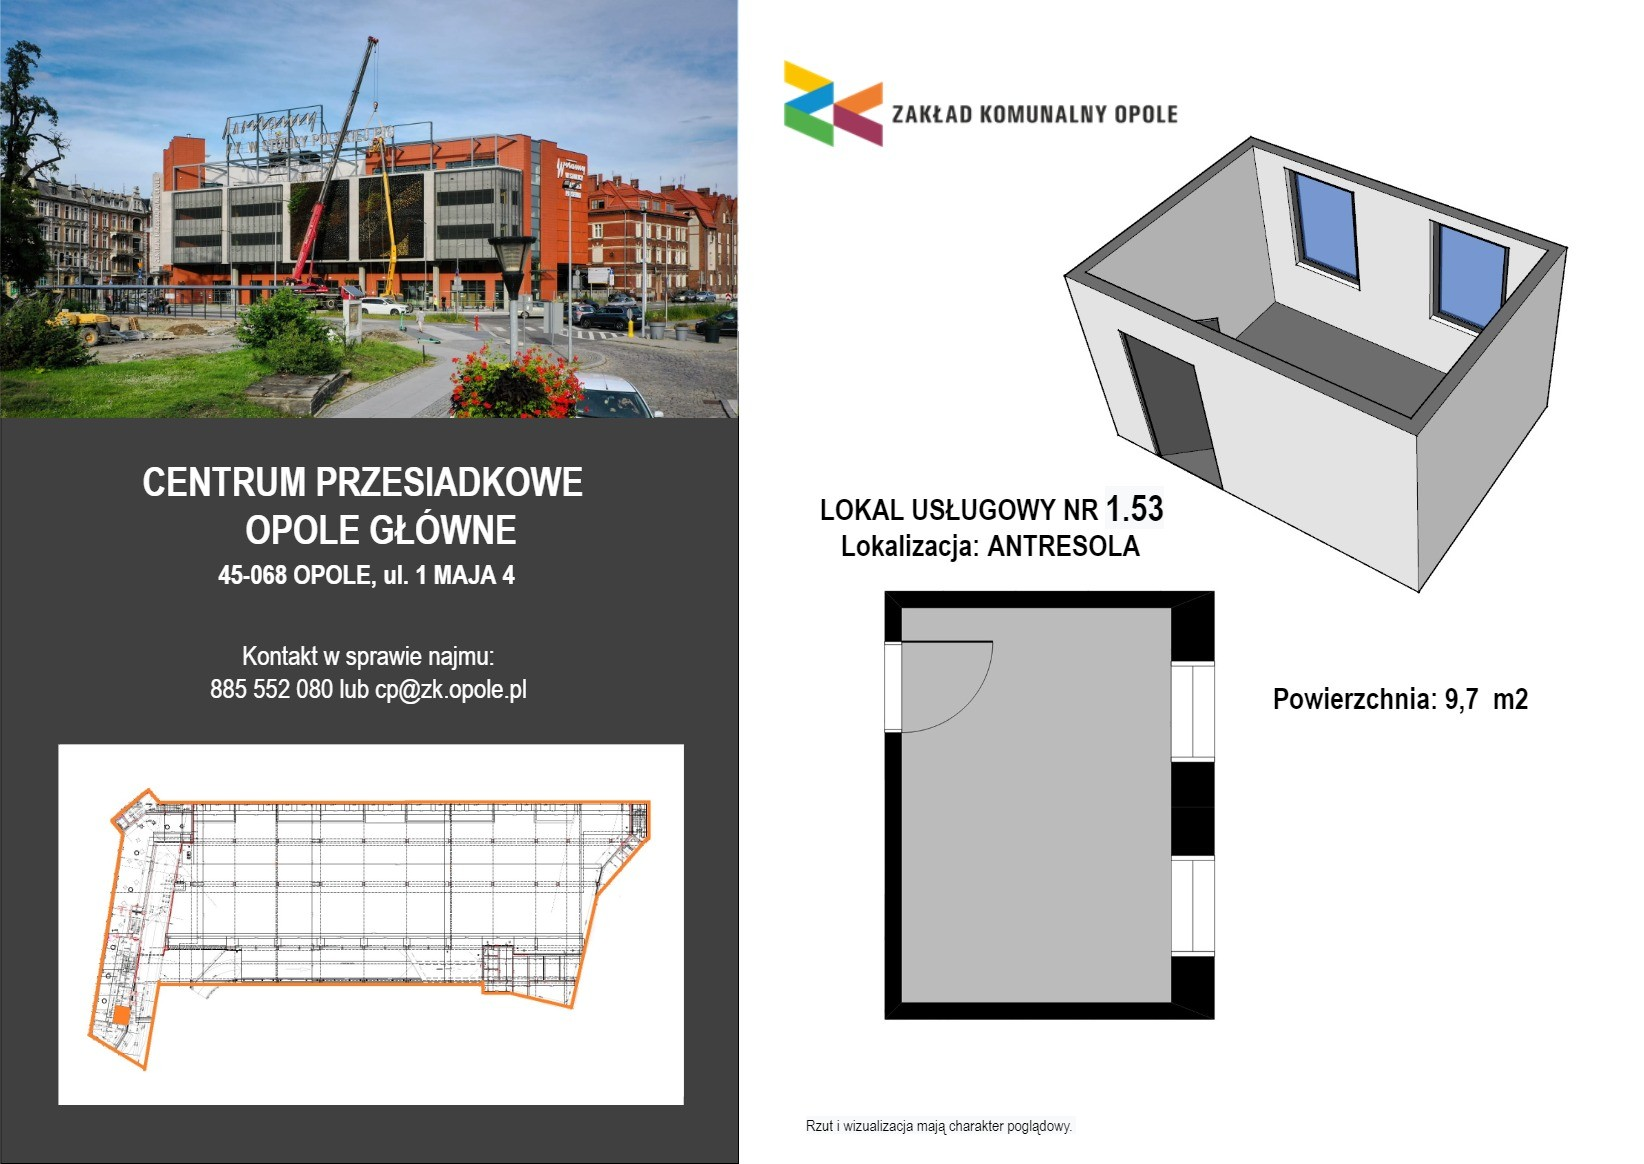 CENTRUM PRZESIADKOWE
OPOLE GŁÓWNE
45-068 OPOLE, ul. 1 MAJA 4
Kontakt w sprawie najmu:
885 552 080 lub cp@zk.opole.pl
ZAKŁAD KOMUNALNY OPOLE
LOKAL USŁUGOWY NR 1.53
Lokalizacja: ANTRESOLA
Powierzchnia: 9,7 m2
Rzut i wizualizacja mają charakter poglądowy.